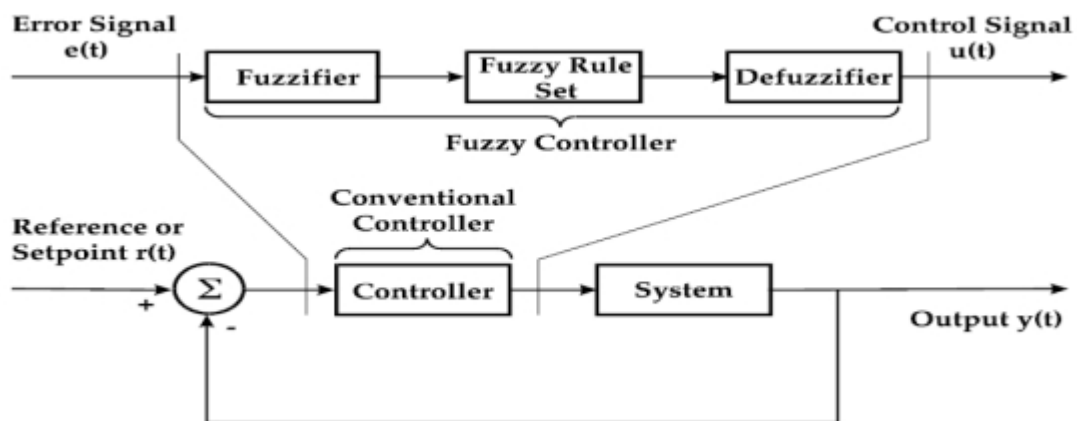 Error Signal
e(t)
Control Signal
u(t)
Fuzzifier
Fuzzy Rule
Set
Defuzzifier
Fuzzy Controller
Conventional
Controller
Reference or
Setpoint r(t)
+
Σ
-
Controller
System
Output y(t)